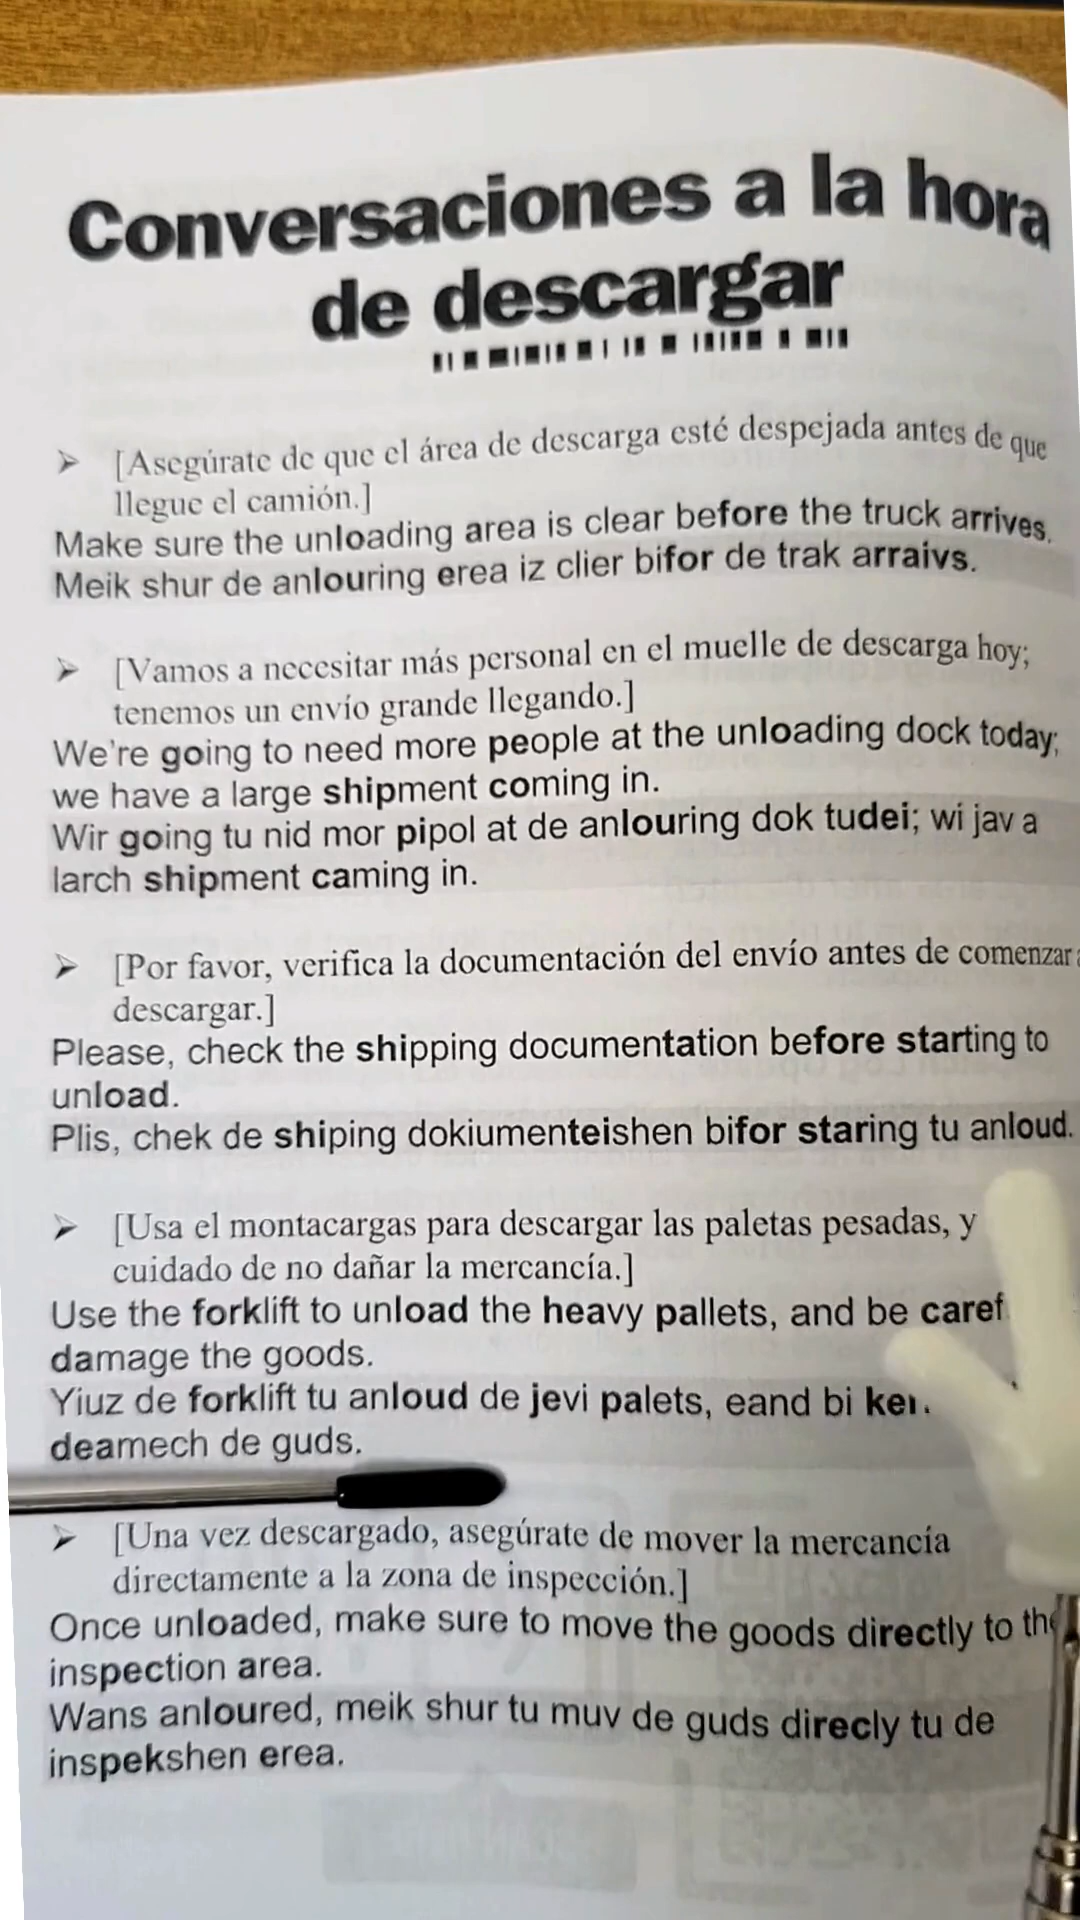 Conversaciones a la hora
de descargar
➢ [Asegúrate de que el área de descarga esté despejada antes de que
llegue el camión.]
Make sure the unloading area is clear before the truck arrives.
Meik shur de anlouring erea iz clier bifor de trak arraivs.
➢ [Vamos a necesitar más personal en el muelle de descarga hoy;
tenemos un envío grande llegando.]
We're going to need more people at the unloading dock today;
we have a large shipment coming in.
Wir going tu nid mor pipol at de anlouring dok tudei; wi jav a
larch shipment caming in.
➢ [Por favor, verifica la documentación del envío antes de comenzar a
descargar.]
Please, check the shipping documentation before starting to
unload.
Plis, chek de shiping dokiumenteishen bifor staring tu anloud.
➢ [Usa el montacargas para descargar las paletas pesadas, y
cuidado de no dañar la mercancía.]
Use the forklift to unload the heavy pallets, and be
damage the goods.
Yiuz de forklift tu anloud de jevi palets, eand bi
deamech de guds.
➢ [Una vez descargado, asegúrate de mover la mercancía
directamente a la zona de inspección.]
Once unloaded, make sure to move the goods directly to the
inspection area.
Wans anloured, meik shur tu muv de guds direcly tu de
inspekshen erea.